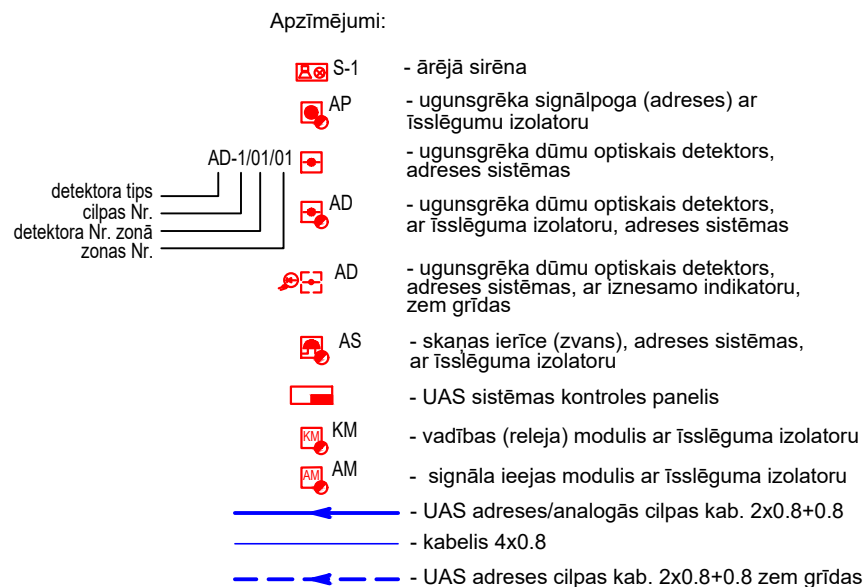 Apzīmējumi:
S-1 - ārējā sirēna
AP - ugunsgrēka signālpoga (adreses) ar
īsslēgumu izolatoru
AD-1/01/01 - ugunsgrēka dūmu optiskais detektors,
adreses sistēmas
detektora tips
cilpas Nr.
detektora Nr. zonā
zonas Nr.
AD - ugunsgrēka dūmu optiskais detektors,
ar īsslēguma izolatoru, adreses sistēmas
AD - ugunsgrēka dūmu optiskais detektors,
adreses sistēmas, ar iznesamo indikatoru,
zem grīdas
AS - skaņas ierīce (zvans), adreses sistēmas,
ar īsslēguma izolatoru
- UAS sistēmas kontroles panelis
KM KM - vadības (releja) modulis ar īsslēguma izolatoru
AM AM - signāla ieejas modulis ar īsslēguma izolatoru
- UAS adreses/analogās cilpas kab. 2x0.8+0.8
- kabelis 4x0.8
- UAS adreses cilpas kab. 2x0.8+0.8 zem grīdas